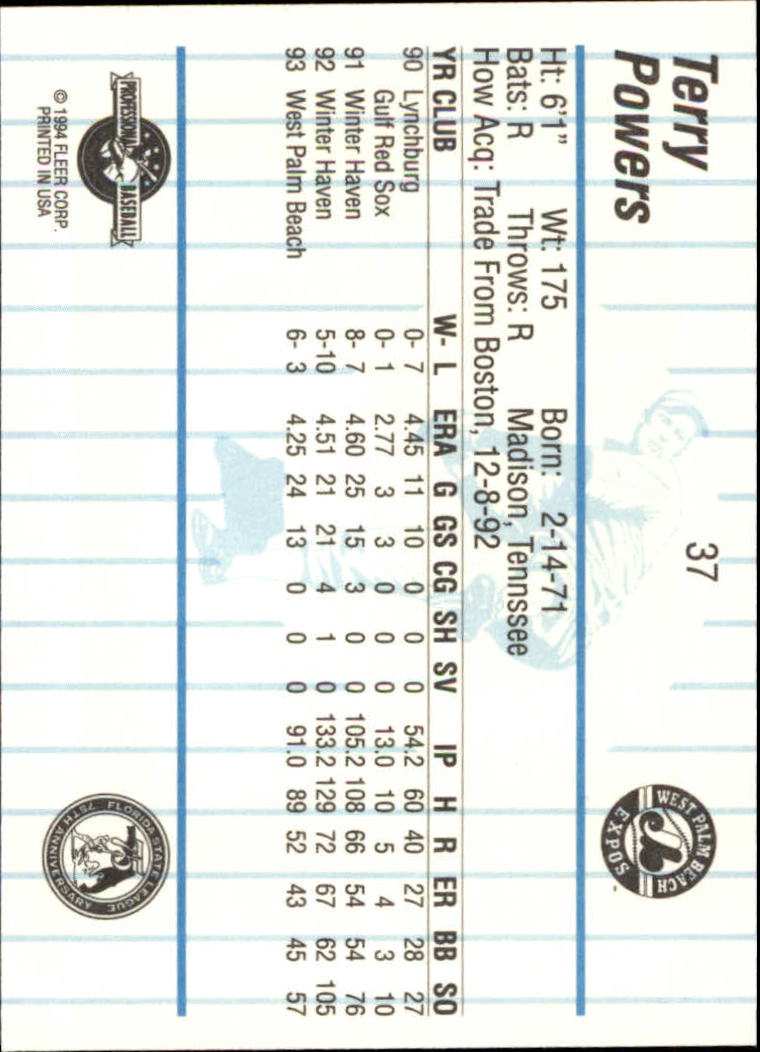 Terry
Powers
37
WEST PALM BEACH
EXPOS
Ht: 6'1" Wt: 175 Born: 2-14-71
Bats: R Throws: R Madison, Tennssee
How Acq: Trade From Boston, 12-8-92
YR CLUB W- L ERA G GS CG SH SV IP H R ER BB SO
90 Lynchburg 0- 7 4.45 11 10 0 0 0 54.2 60 40 27 28 27
Gulf Red Sox 0- 1 2.77 3 3 0 0 0 13.0 10 5 4 3 10
91 Winter Haven 8- 7 4.60 25 15 3 0 0 105.2 108 66 54 54 76
92 Winter Haven 5-10 4.51 21 21 4 1 0 133.2 129 72 67 62 105
93 West Palm Beach 6- 3 4.25 24 13 0 0 0 91.0 89 52 43 45 57
PROFESSIONAL BASEBALL
© 1994 FLEER CORP.
PRINTED IN USA
FLORIDA STATE LEAGUE
75TH ANNIVERSARY